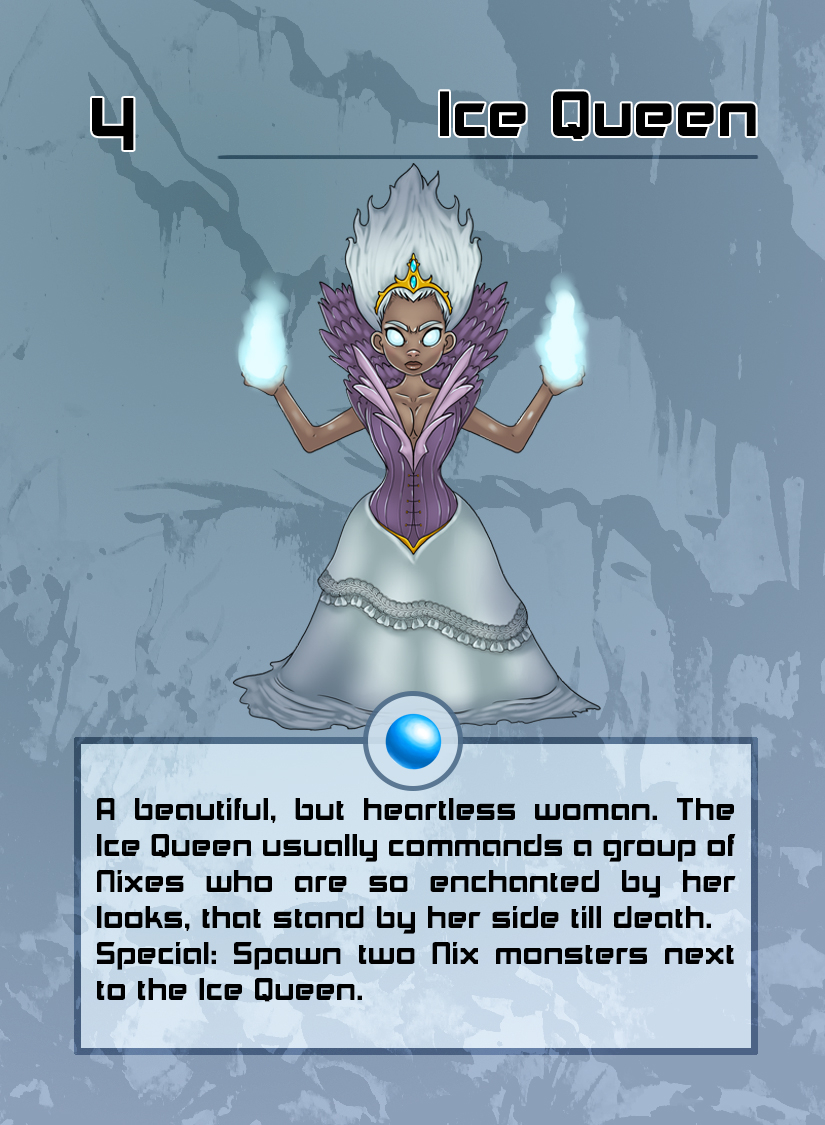 4
Ice Queen
A beautiful, but heartless woman. The
Ice Queen usually commands a group of
Nixes who are so enchanted by her
looks, that stand by her side till death.
Special: Spawn two Nix monsters next
to the Ice Queen.